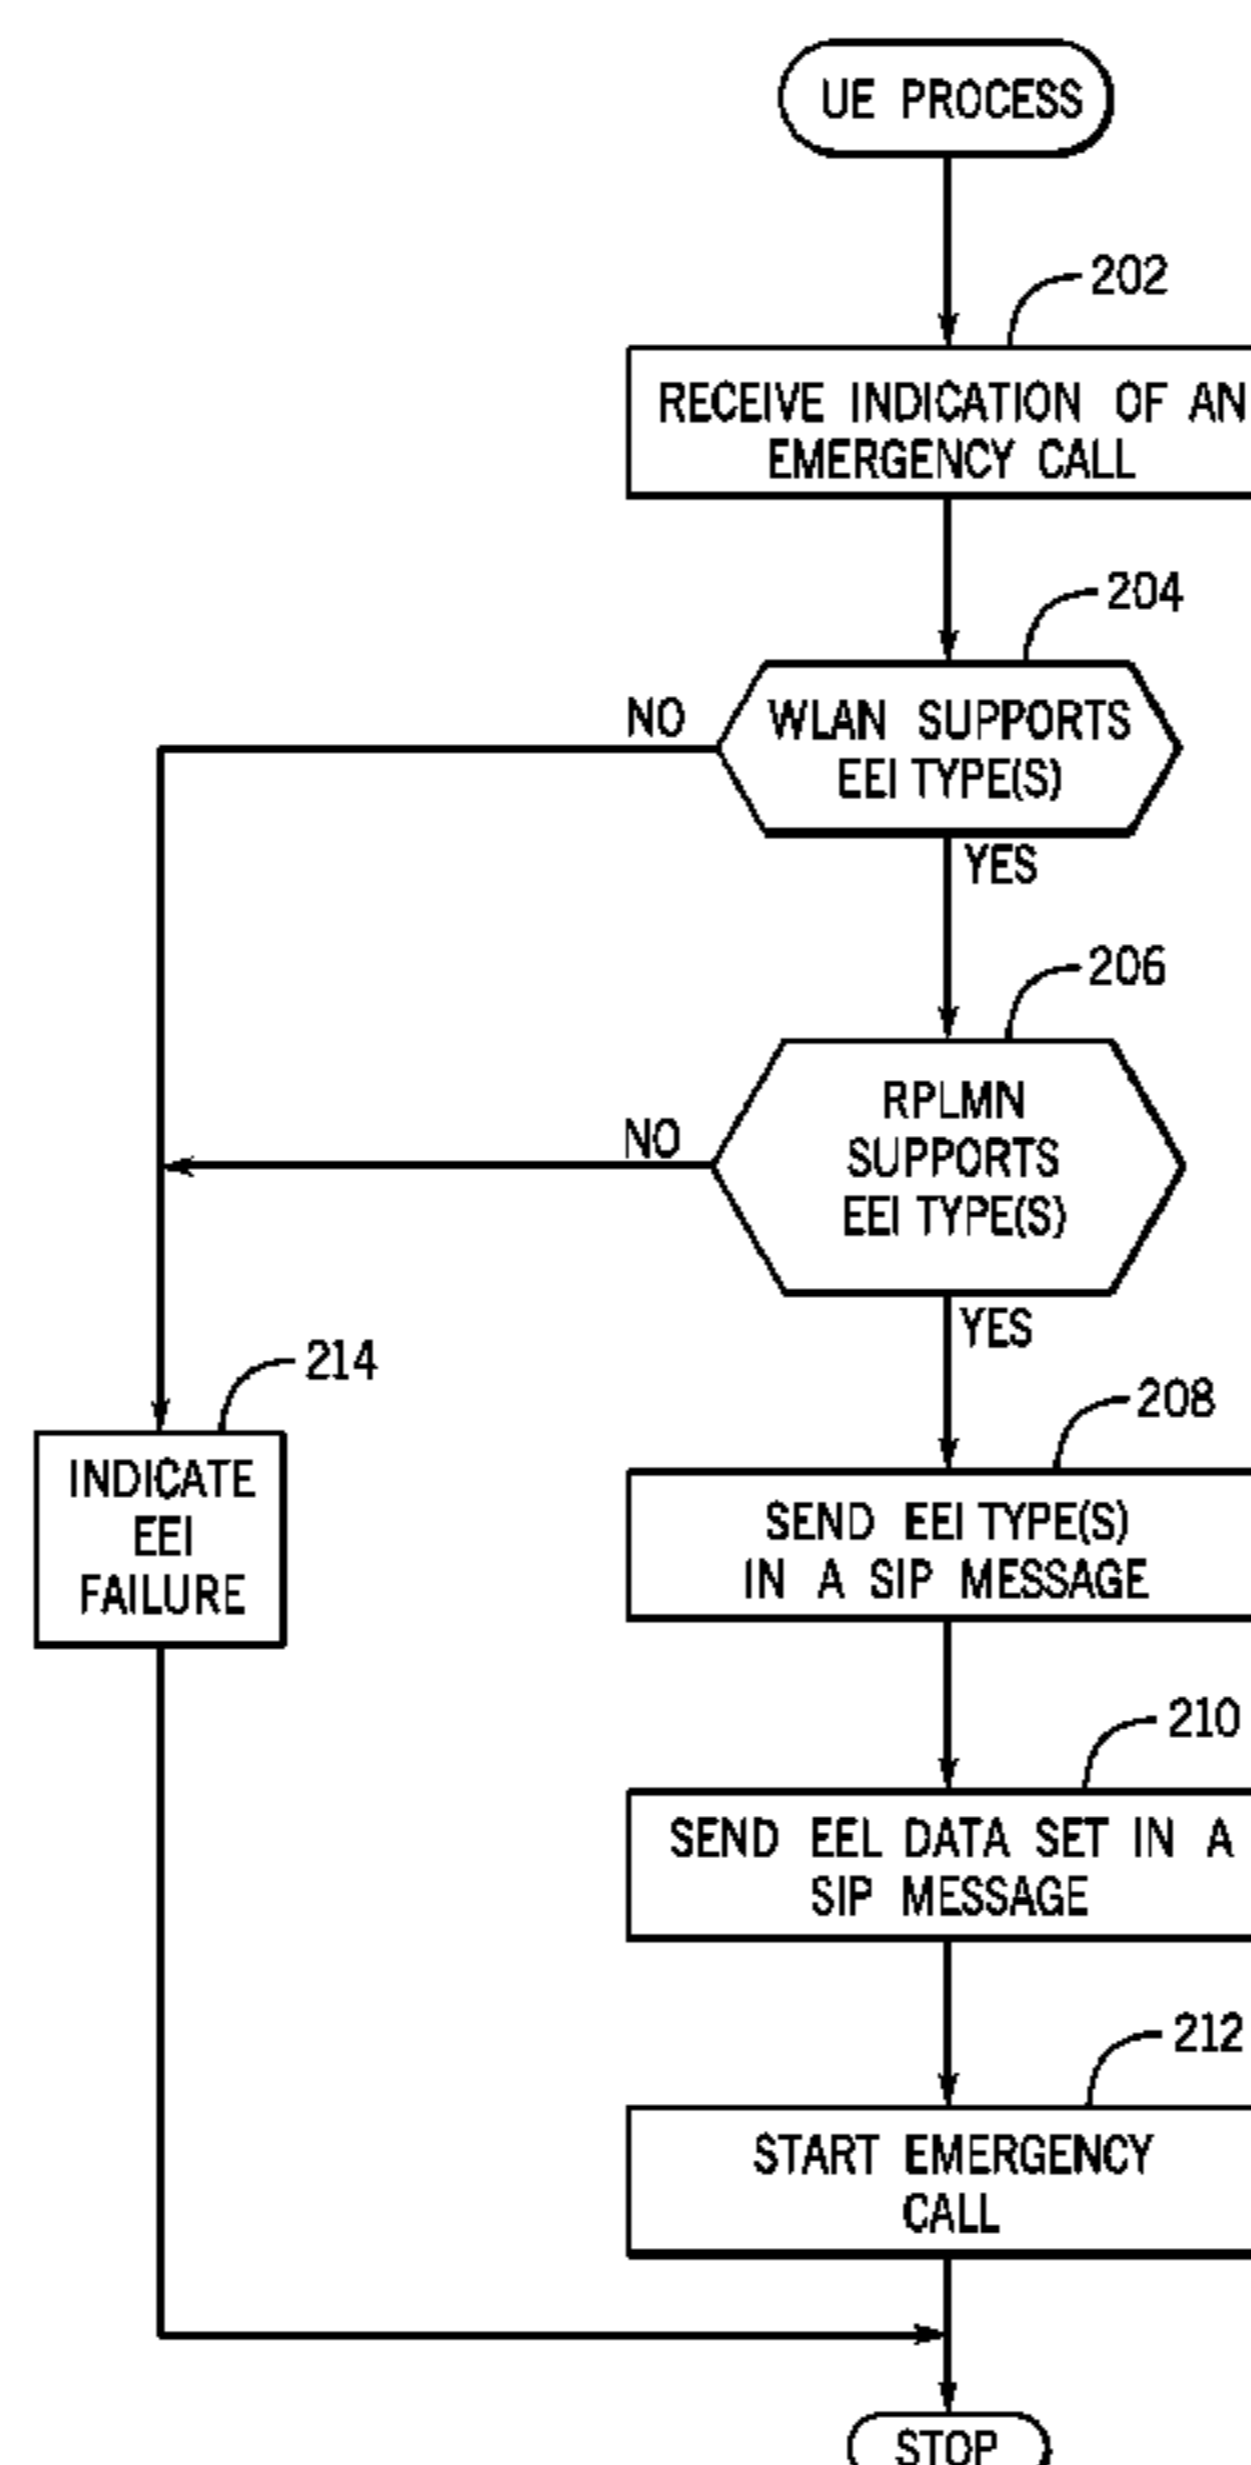 UE PROCESS
202
RECEIVE INDICATION OF AN
EMERGENCY CALL
204
NO
WLAN SUPPORTS
EEI TYPE(S)
YES
206
NO
RPLMN
SUPPORTS
EEI TYPE(S)
YES
214
INDICATE
EEI
FAILURE
208
SEND EEI TYPE(S)
IN A SIP MESSAGE
210
SEND EEL DATA SET IN A
SIP MESSAGE
212
START EMERGENCY
CALL
STOP